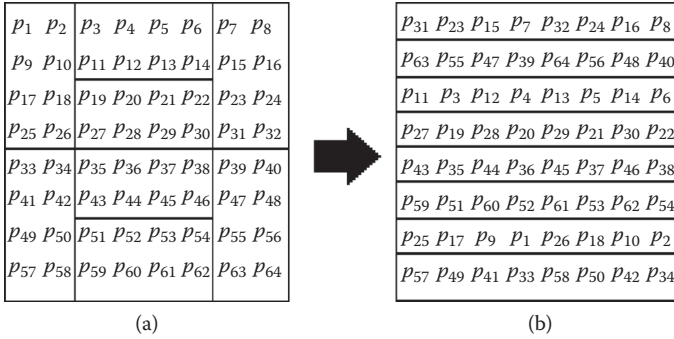 p1 p2 p3 p4 p5 p6 p7 p8
p9 p10 p11 p12 p13 p14 p15 p16
p17 p18 p19 p20 p21 p22 p23 p24
p25 p26 p27 p28 p29 p30 p31 p32
p33 p34 p35 p36 p37 p38 p39 p40
p41 p42 p43 p44 p45 p46 p47 p48
p49 p50 p51 p52 p53 p54 p55 p56
p57 p58 p59 p60 p61 p62 p63 p64
(a)
p31 p23 p15 p7 p32 p24 p16 p8
p63 p55 p47 p39 p64 p56 p48 p40
p11 p3 p12 p4 p13 p5 p14 p6
p27 p19 p28 p20 p29 p21 p30 p22
p43 p35 p44 p36 p45 p37 p46 p38
p59 p51 p60 p52 p61 p53 p62 p54
p25 p17 p9 p1 p26 p18 p10 p2
p57 p49 p41 p33 p58 p50 p42 p34
(b)